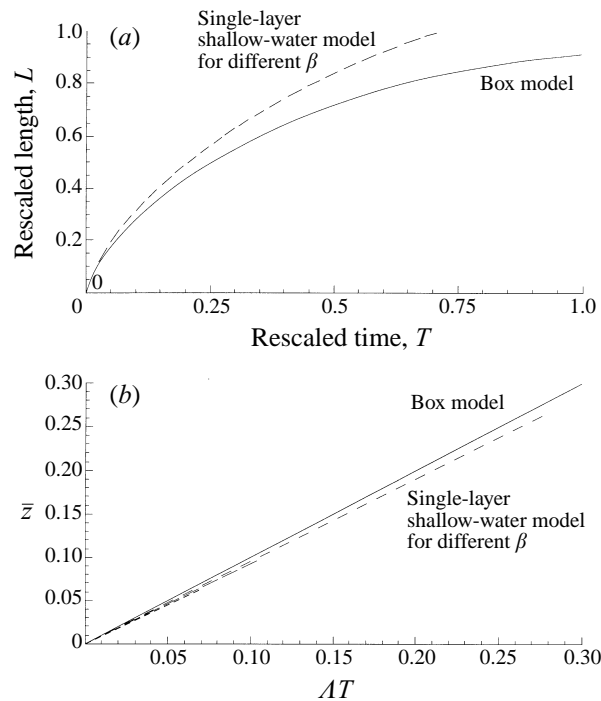 (a)
Single-layer
shallow-water model
for different β
Box model
Rescaled length, L
1.0
0.8
0.6
0.4
0.2
0
0
0.25
0.5
0.75
1.0
Rescaled time, T
(b)
Box model
Single-layer
shallow-water model
for different β
z̄
0.30
0.25
0.20
0.15
0.10
0.05
0
0.05
0.10
0.15
0.20
0.25
0.30
ΛT